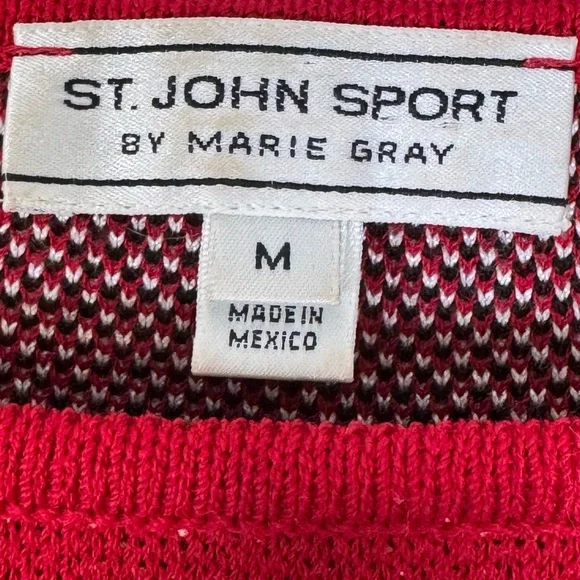 ST. JOHN SPORT
BY MARIE GRAY
M
MADE IN
MEXICO